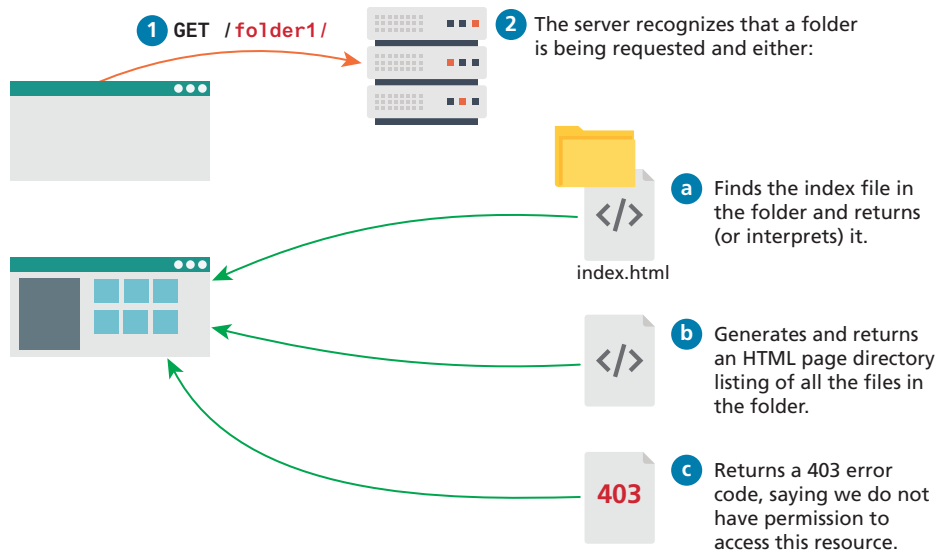 1 GET /folder1/
2 The server recognizes that a folder
is being requested and either:
a Finds the index file in
the folder and returns
(or interprets) it.
</>
index.html
b Generates and returns
an HTML page directory
listing of all the files in
the folder.
</>
c Returns a 403 error
code, saying we do not
have permission to
access this resource.
403